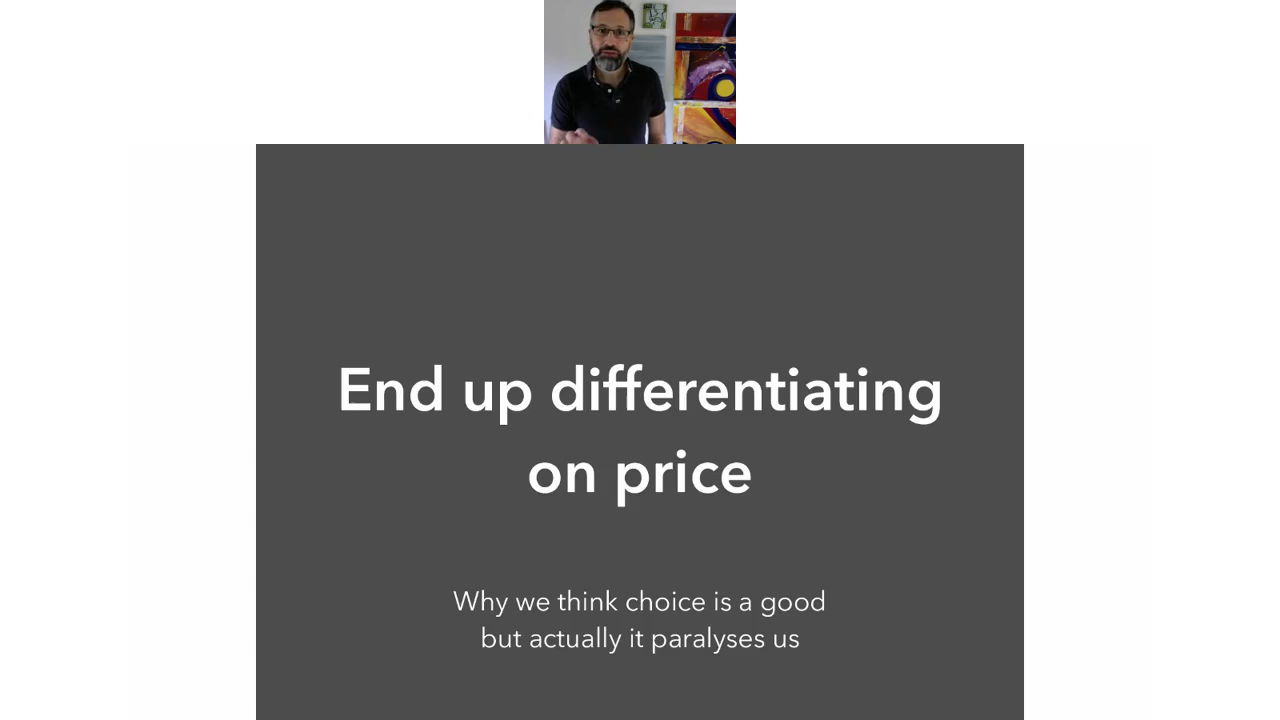 End up differentiating
on price
Why we think choice is a good
but actually it paralyses us